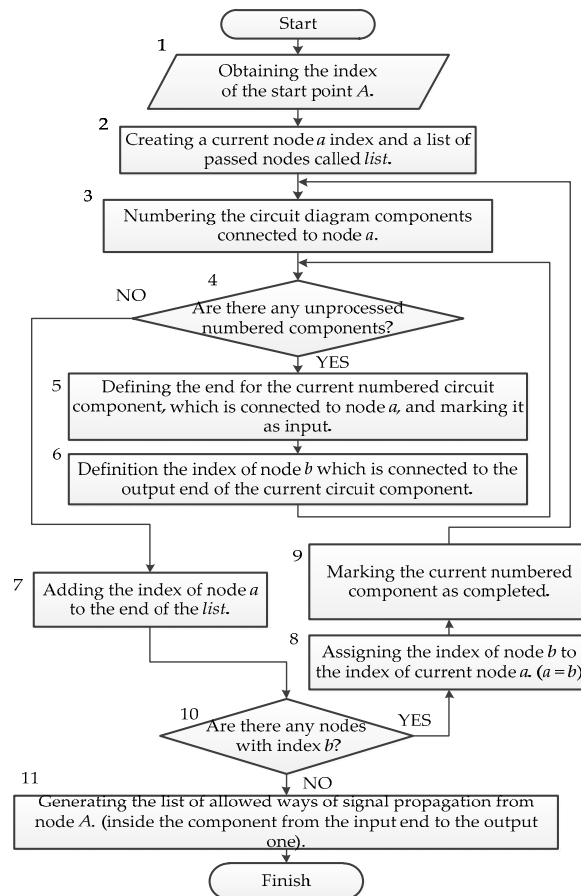 Start
1
Obtaining the index
of the start point A.
2
Creating a current node a index and a list of
passed nodes called list.
3
Numbering the circuit diagram components
connected to node a.
4
NO
Are there any unprocessed
numbered components?
YES
5
Defining the end for the current numbered circuit
component, which is connected to node a, and marking it
as input.
6
Definition the index of node b which is connected to the
output end of the current circuit component.
7
Adding the index of node a
to the end of the list.
9
Marking the current numbered
component as completed.
8
Assigning the index of node b to
the index of current node a. (a = b)
10
Are there any nodes
with index b?
YES
NO
11
Generating the list of allowed ways of signal propagation from
node A. (inside the component from the input end to the output
one).
Finish